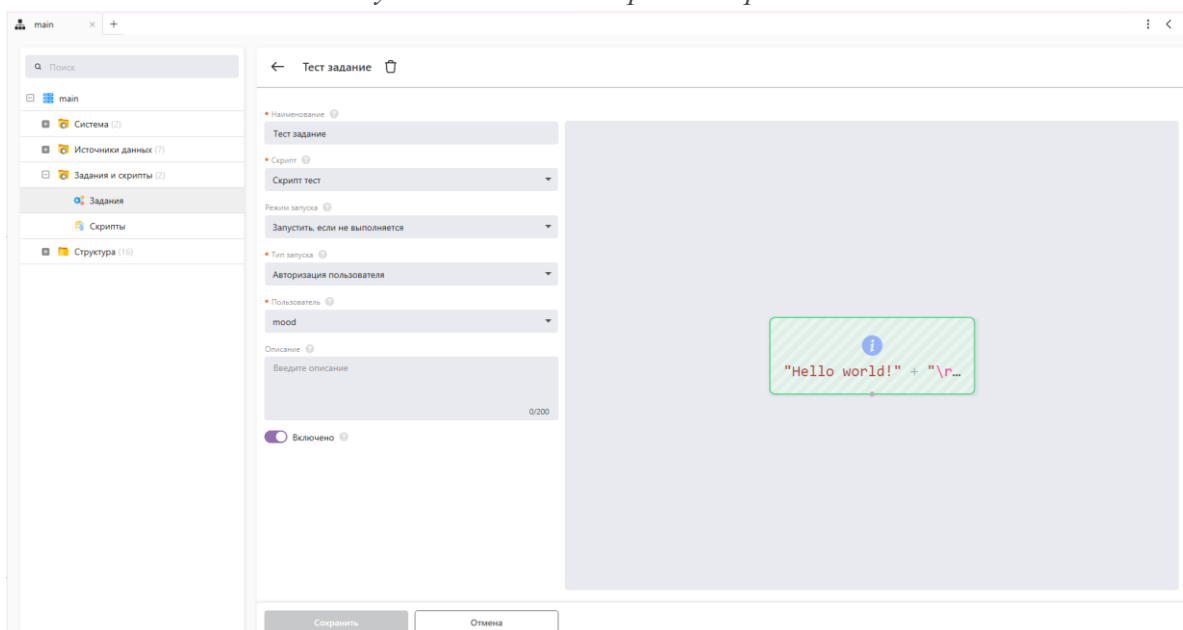 main × +
Поиск
main
Система (2)
Источники данных (7)
Задания и скрипты (2)
Задания
Скрипты
Структура (16)
Тест задание
• Наименование
Тест задание
• Скрипт
Скрипт тест
Режим запуска
Запустить, если не выполняется
• Тип запуска
Авторизация пользователя
• Пользователь
mood
Описание
Введите описание
0/200
Включено
"Hello world!" + "\r…
Сохранить
Отмена